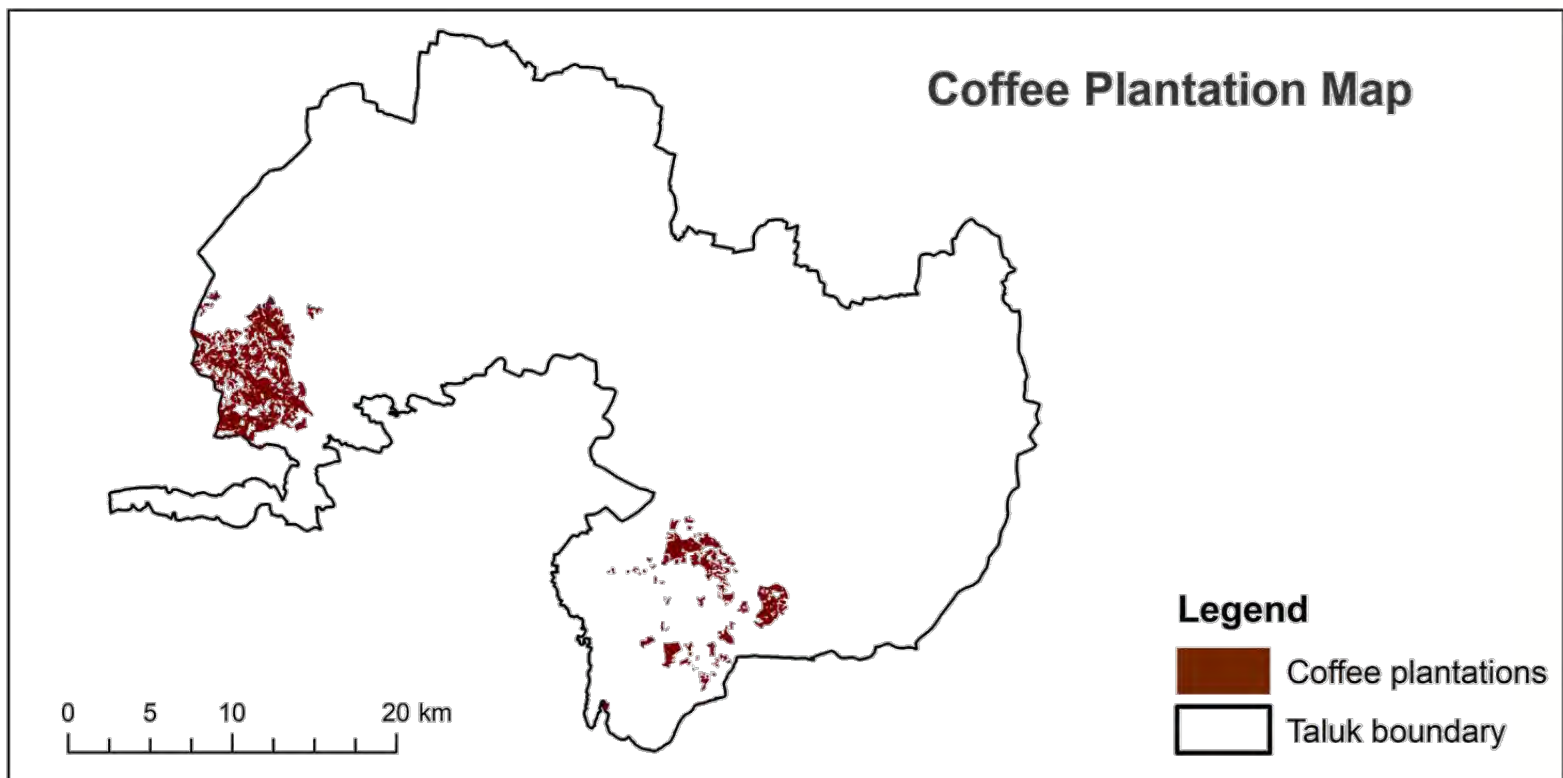 Coffee Plantation Map
Legend
Coffee plantations
Taluk boundary
0 5 10 20 km